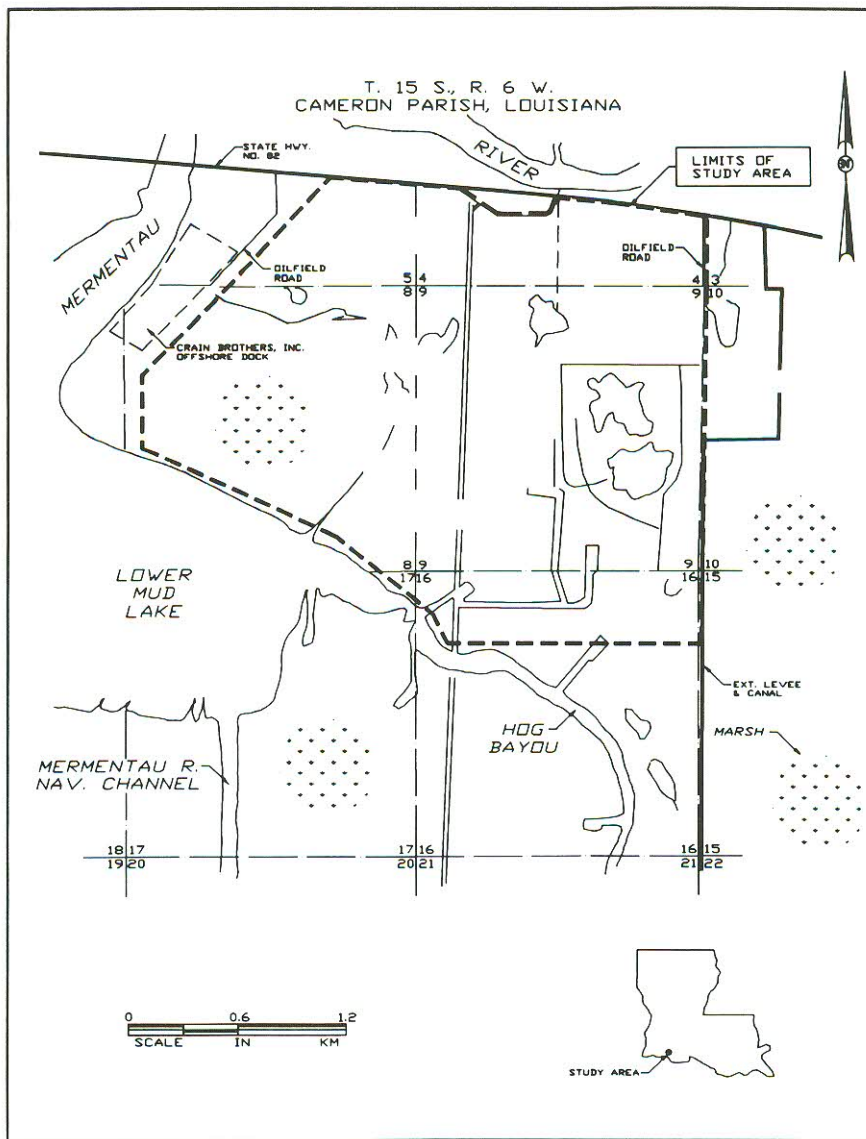 T. 15 S., R. 6 W.
CAMERON PARISH, LOUISIANA
STATE HWY.
NO. 82
RIVER
LIMITS OF
STUDY AREA
N
MERMENTAU
OILFIELD
ROAD
OILFIELD
ROAD
5 4
8 9
4 3
9 10
CRAIN BROTHERS, INC.
OFFSHORE DOCK
8 9
17 16
9 10
16 15
LOWER
MUD
LAKE
EXT. LEVEE
& CANAL
HOG
BAYOU
MARSH
MERMENTAU R.
NAV. CHANNEL
18 17
19 20
17 16
20 21
16 15
21 22
0 0.6 1.2
SCALE IN KM
STUDY AREA